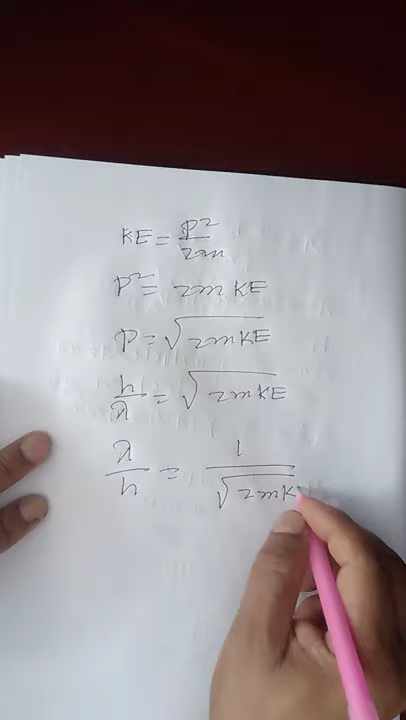 KE = P²/2m
P² = 2m KE
P = √2mKE
h/λ = √2mKE
λ/h = 1/√2mK